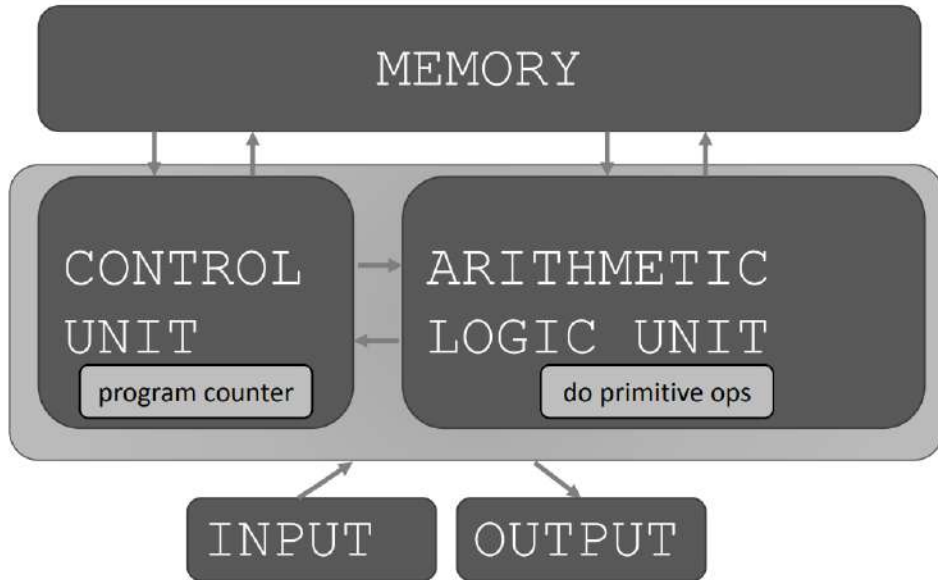 MEMORY
CONTROL
UNIT
program counter
ARITHMETIC
LOGIC UNIT
do primitive ops
INPUT
OUTPUT